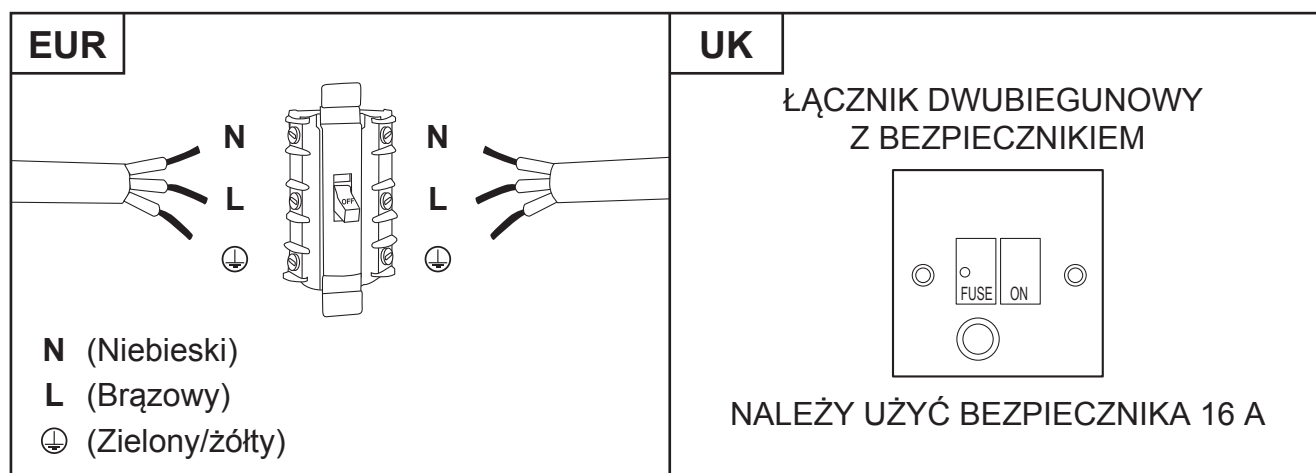 EUR
N
N
L
L
OFF
N (Niebieski)
L (Brązowy)
(Zielony/żółty)
UK
ŁĄCZNIK DWUBIEGUNOWY
Z BEZPIECZNIKIEM
FUSE ON
NALEŻY UŻYĆ BEZPIECZNIKA 16 A